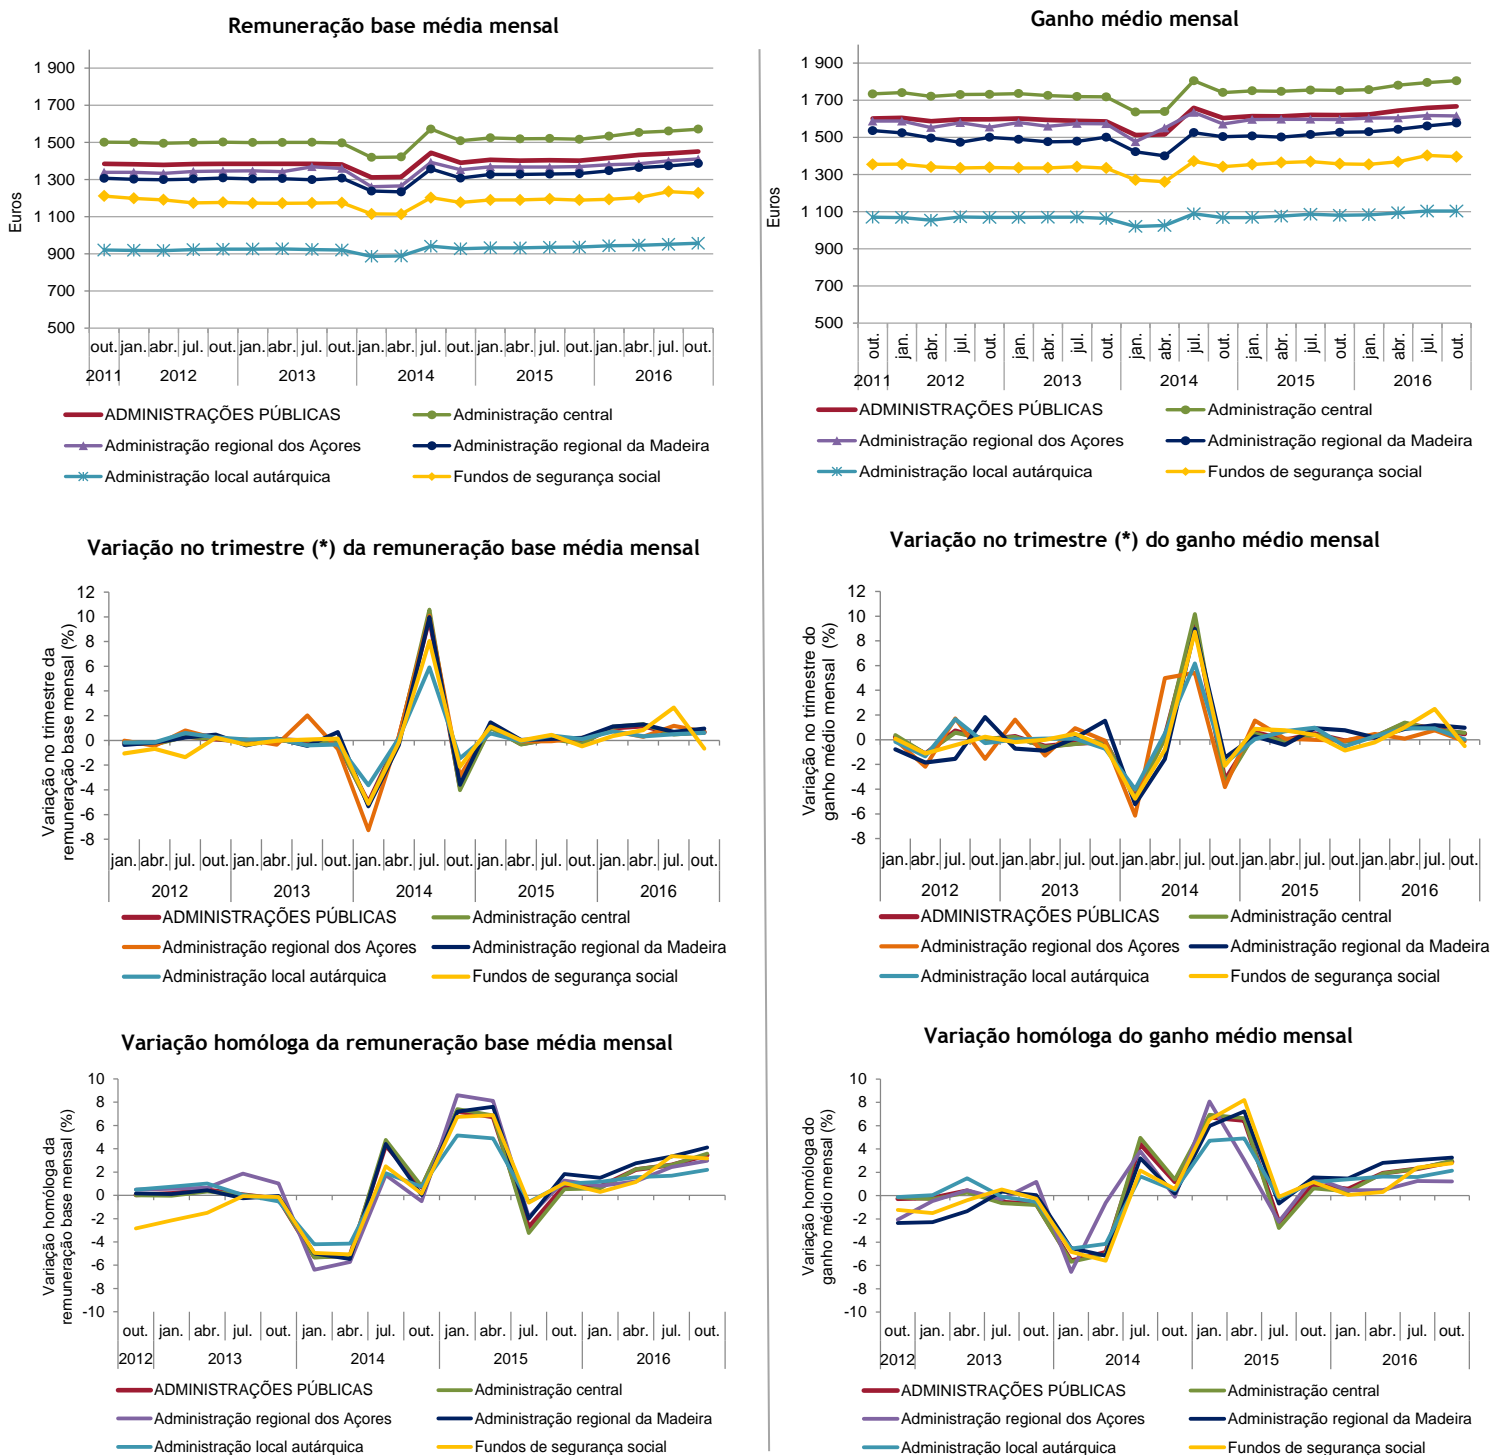 Remuneração base média mensal
1 900
1 700
1 500
1 300
1 100
900
700
500
Euros
out. jan. abr. jul. out. jan. abr. jul. out. jan. abr. jul. out. jan. abr. jul. out. jan. abr. jul. out.
2011 2012 2013 2014 2015 2016
ADMINISTRAÇÕES PÚBLICAS
Administração central
Administração regional dos Açores
Administração regional da Madeira
Administração local autárquica
Fundos de segurança social
Ganho médio mensal
1 900
1 700
1 500
1 300
1 100
900
700
500
Euros
out. jan. abr. jul. out. jan. abr. jul. out. jan. abr. jul. out. jan. abr. jul. out. jan. abr. jul. out.
2011 2012 2013 2014 2015 2016
ADMINISTRAÇÕES PÚBLICAS
Administração central
Administração regional dos Açores
Administração regional da Madeira
Administração local autárquica
Fundos de segurança social
Variação no trimestre (*) da remuneração base média mensal
12
10
8
6
4
2
0
-2
-4
-6
-8
Variação no trimestre da
remuneração base mensal (%)
jan. abr. jul. out. jan. abr. jul. out. jan. abr. jul. out. jan. abr. jul. out. jan. abr. jul. out.
2012 2013 2014 2015 2016
ADMINISTRAÇÕES PÚBLICAS
Administração central
Administração regional dos Açores
Administração regional da Madeira
Administração local autárquica
Fundos de segurança social
Variação no trimestre (*) do ganho médio mensal
12
10
8
6
4
2
0
-2
-4
-6
-8
Variação no trimestre do
ganho médio mensal (%)
jan. abr. jul. out. jan. abr. jul. out. jan. abr. jul. out. jan. abr. jul. out. jan. abr. jul. out.
2012 2013 2014 2015 2016
ADMINISTRAÇÕES PÚBLICAS
Administração central
Administração regional dos Açores
Administração regional da Madeira
Administração local autárquica
Fundos de segurança social
Variação homóloga da remuneração base média mensal
10
8
6
4
2
0
-2
-4
-6
-8
-10
Variação homóloga da
remuneração base mensal (%)
out. jan. abr. jul. out. jan. abr. jul. out. jan. abr. jul. out. jan. abr. jul. out.
2012 2013 2014 2015 2016
ADMINISTRAÇÕES PÚBLICAS
Administração central
Administração regional dos Açores
Administração regional da Madeira
Administração local autárquica
Fundos de segurança social
Variação homóloga do ganho médio mensal
10
8
6
4
2
0
-2
-4
-6
-8
-10
Variação homóloga do
ganho médio mensal (%)
out. jan. abr. jul. out. jan. abr. jul. out. jan. abr. jul. out. jan. abr. jul. out.
2012 2013 2014 2015 2016
ADMINISTRAÇÕES PÚBLICAS
Administração central
Administração regional dos Açores
Administração regional da Madeira
Administração local autárquica
Fundos de segurança social